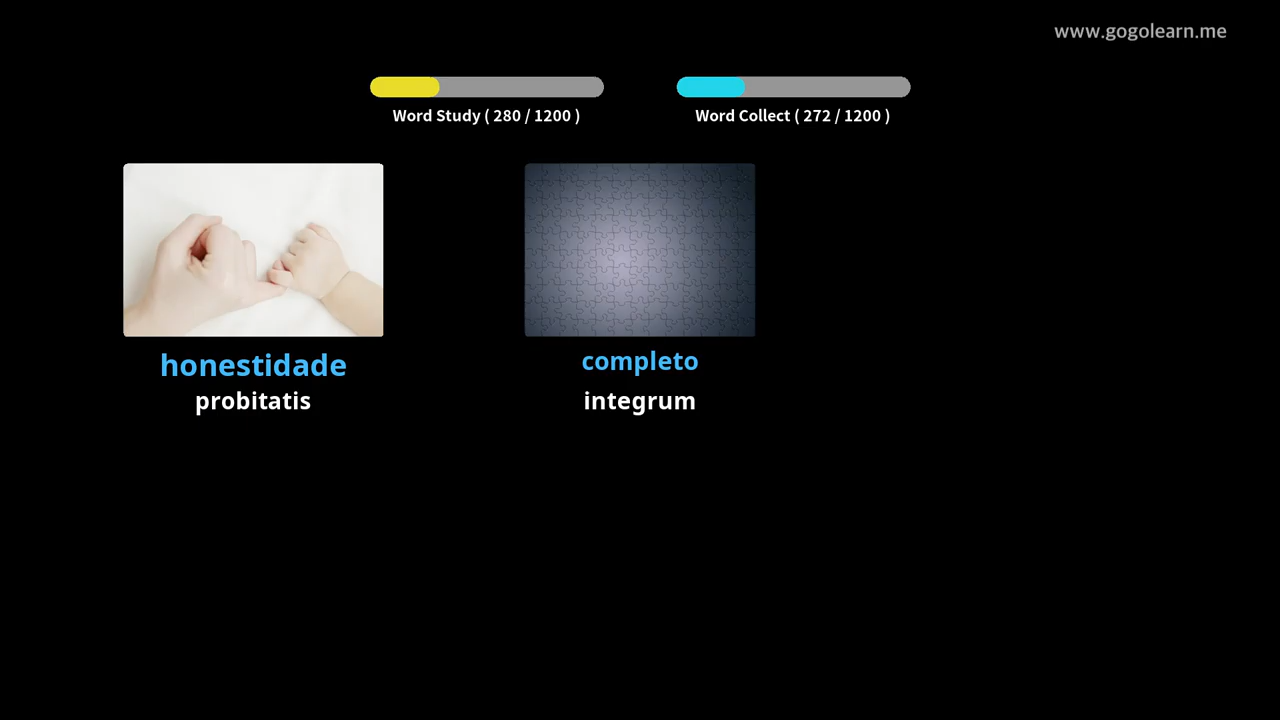 www.gogolearn.me
Word Study ( 280 / 1200 )
Word Collect ( 272 / 1200 )
honestidade
probitatis
completo
integrum